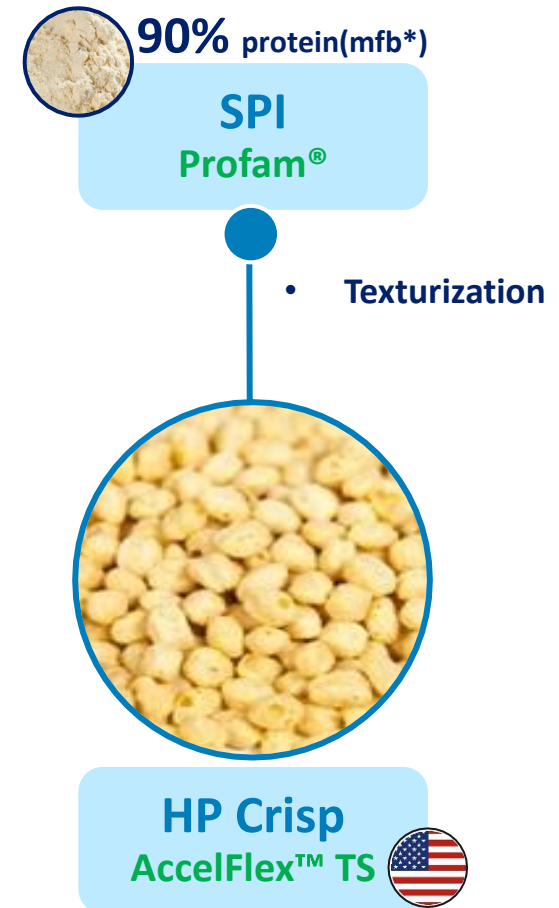 90% protein(mfb*)
SPI
Profam®
• Texturization
HP Crisp
AccelFlex™ TS